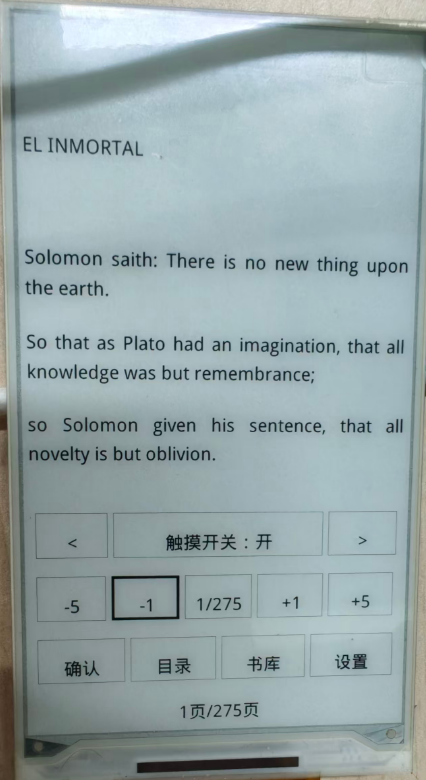 EL INMORTAL
Solomon saith: There is no new thing upon
the earth.
So that as Plato had an imagination, that all
knowledge was but remembrance;
so Solomon given his sentence, that all
novelty is but oblivion.
< 触摸开关：开 >
-5 -1 1/275 +1 +5
确认 目录 书库 设置
1页/275页